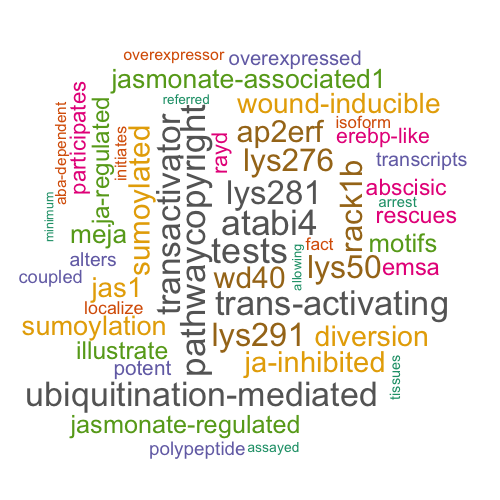 overexpressor
overexpressed
jasmonate-associated1
referred
wound-inducible
aba-dependent
participates
ja-regulated
initiates
sumoylated
transactivator
pathwaycopyright
rayd
ap2erf
isoform
erebp-like
lys276
rack1b
transcripts
lys281
abscisic
arrest
minimum
meja
atabi4
rescues
tests
allowing
fact
motifs
alters
coupled
jas1
wd40
lys50
emsa
localize
trans-activating
sumoylation
lys291
diversion
illustrate
potent
ja-inhibited
tissues
ubiquitination-mediated
jasmonate-regulated
polypeptide
assayed